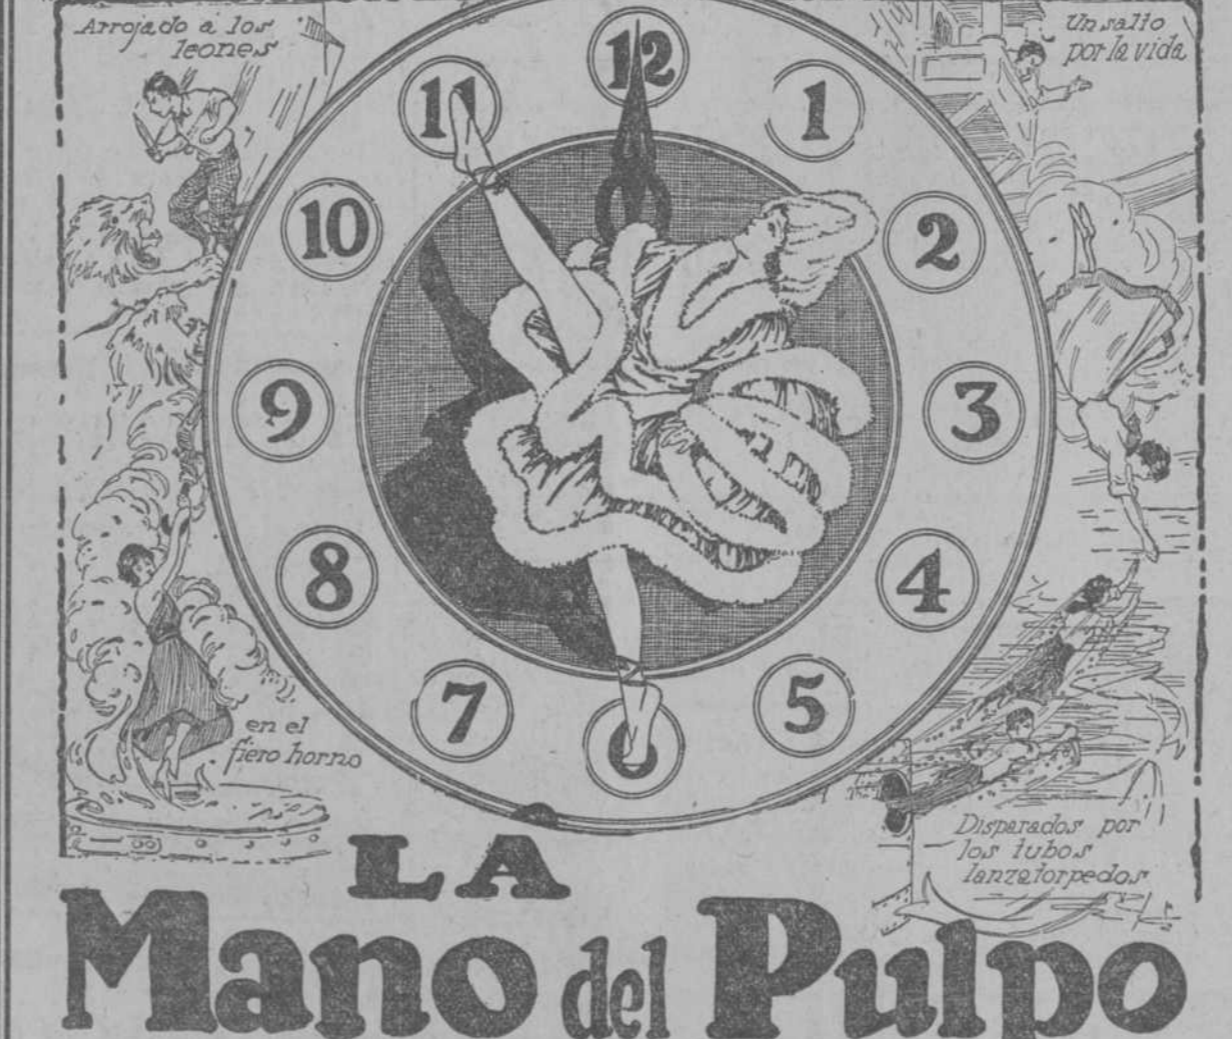 Arrojado á los
leones
Un salto
por la vida
12
1
2
3
4
5
6
7
8
9
10
11
en el
fiero horno
Disparados por
los tubos
lanzatorpedos
LA
Mano del Pulpo